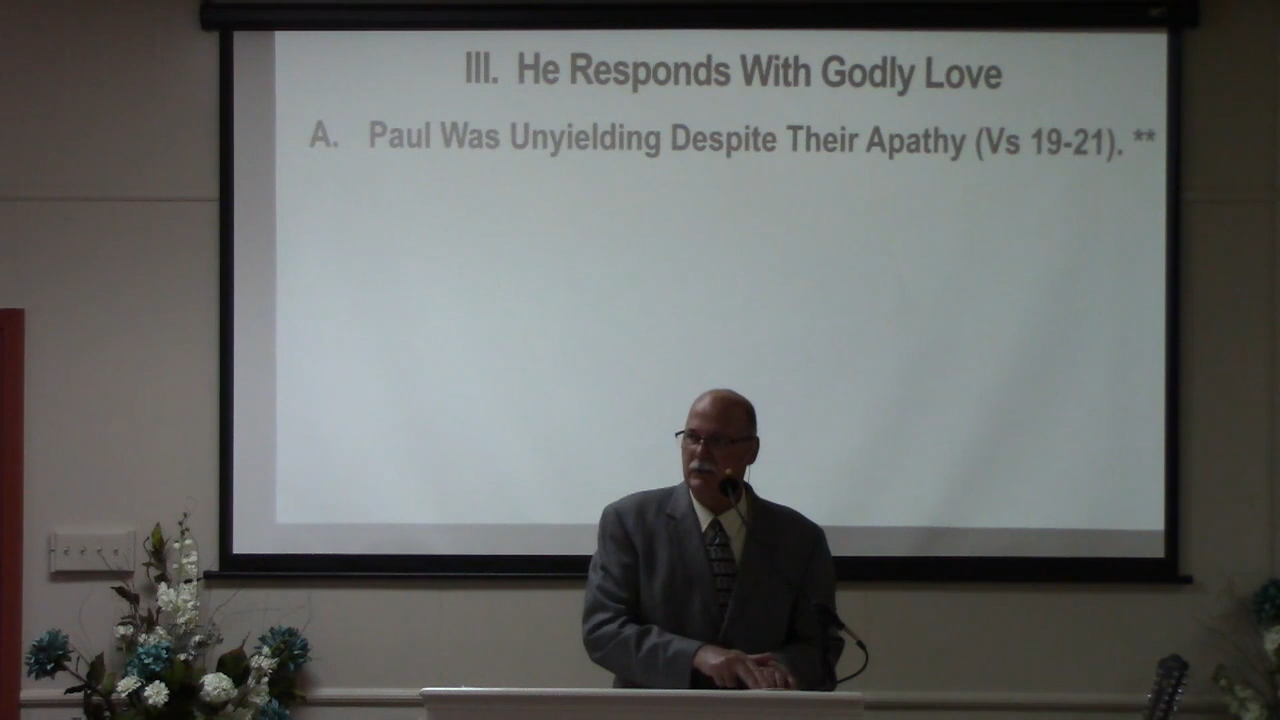 III. He Responds With Godly Love
A. Paul Was Unyielding Despite Their Apathy (Vs 19-21). **